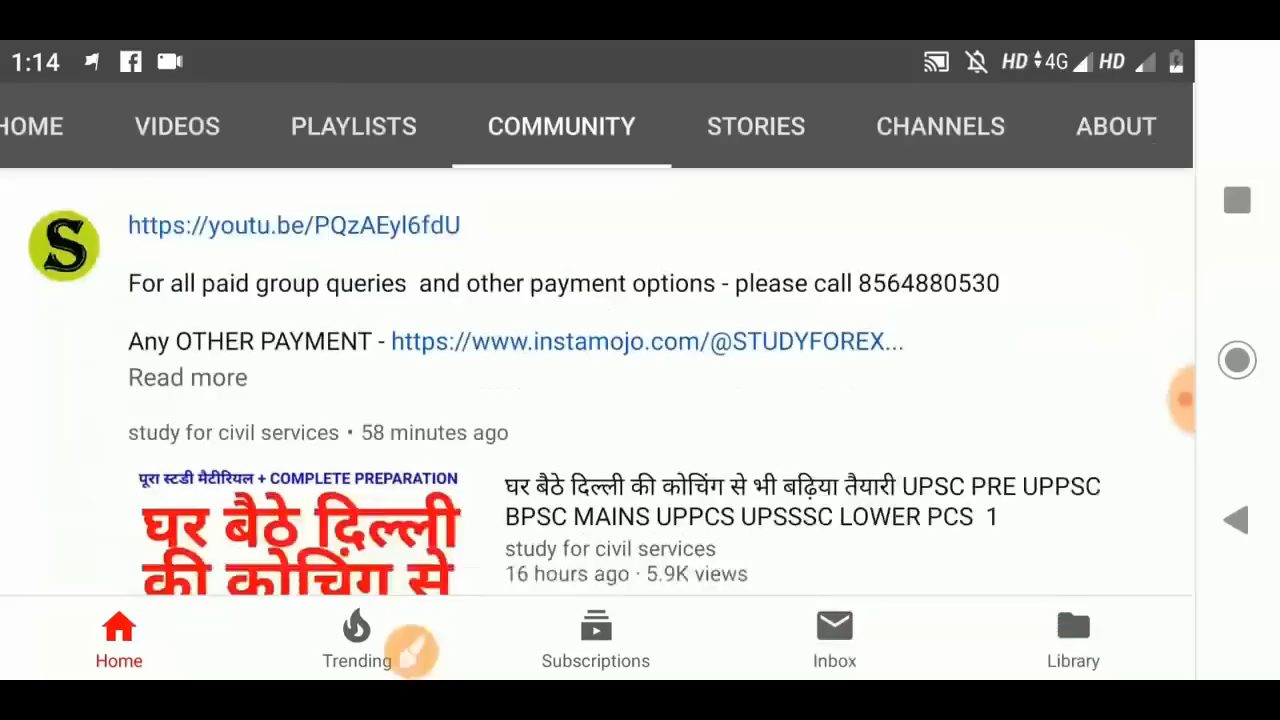 1:14 HD 4G HD
HOME VIDEOS PLAYLISTS COMMUNITY STORIES CHANNELS ABOUT
S
https://youtu.be/PQzAEyl6fdU
For all paid group queries and other payment options - please call 8564880530
Any OTHER PAYMENT - https://www.instamojo.com/@STUDYFOREX...
Read more
study for civil services • 58 minutes ago
पूरा स्टडी मैटीरियल + COMPLETE PREPARATION
घर बैठे दिल्ली
की कोचिंग से
घर बैठे दिल्ली की कोचिंग से भी बढ़िया तैयारी UPSC PRE UPPSC
BPSC MAINS UPPCS UPSSSC LOWER PCS 1
study for civil services
16 hours ago · 5.9K views
Home Trending Subscriptions Inbox Library